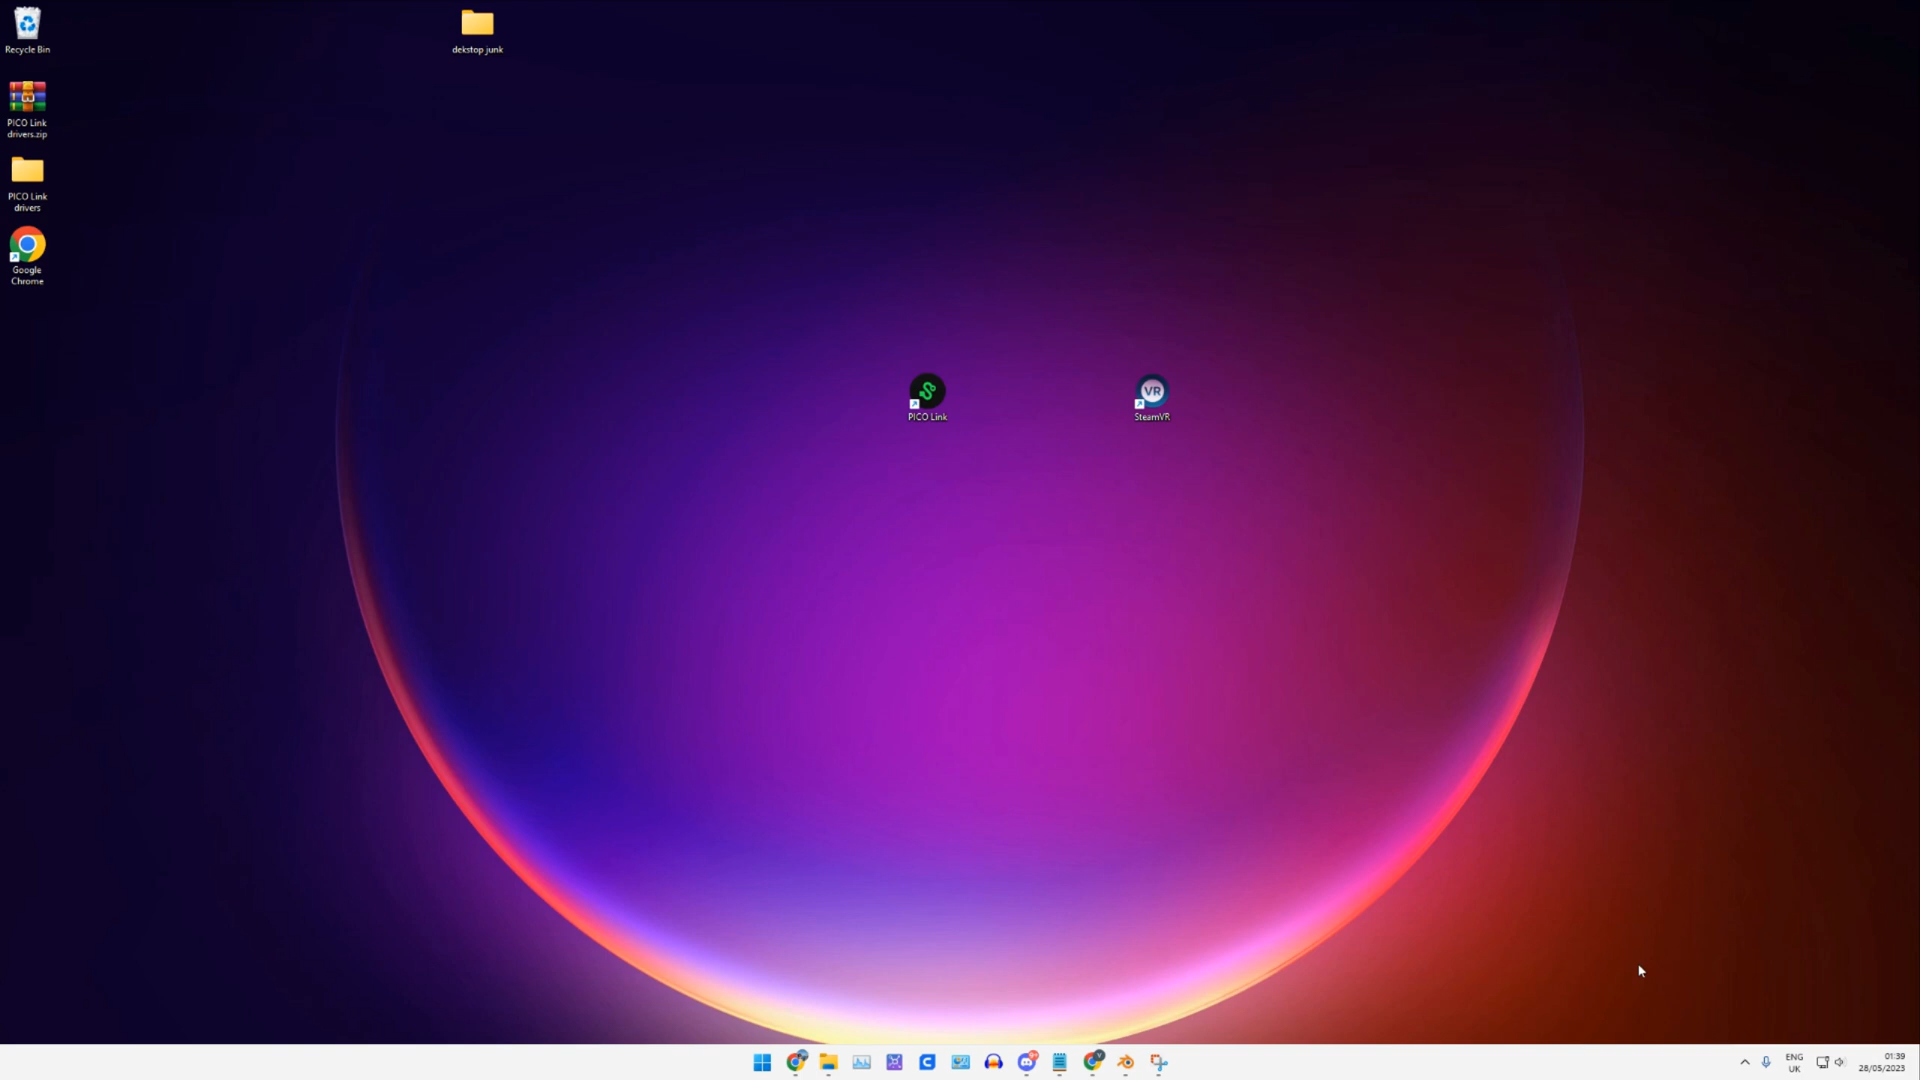 Recycle Bin
dekstop junk
PICO Link
drivers.zip
PICO Link
drivers
Google
Chrome
PICO Link
VR
SteamVR
ENG
UK
01:39
28/05/2023